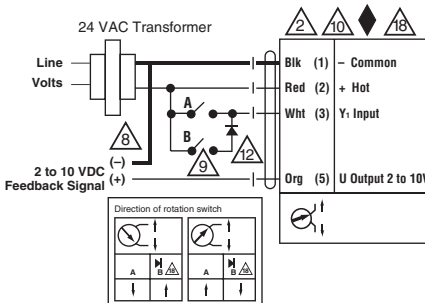 24 VAC Transformer
Line
Volts
2
10
18
Blk (1) – Common
Red (2) + Hot
A
Wht (3) Y1 Input
B
8
9
12
(–)
2 to 10 VDC
Feedback Signal (+)
Org (5) U Output 2 to 10V
Direction of rotation switch
A
B 18
A
B 18